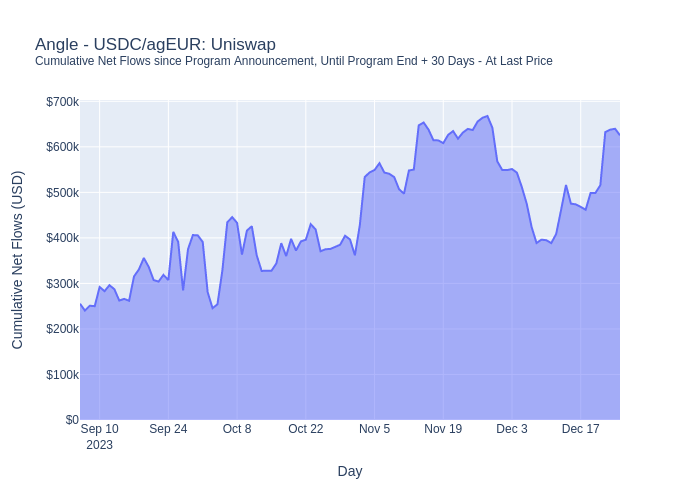 Angle - USDC/agEUR: Uniswap
Cumulative Net Flows since Program Announcement, Until Program End + 30 Days - At Last Price
Cumulative Net Flows (USD)
$700k
$600k
$500k
$400k
$300k
$200k
$100k
$0
Sep 10 Sep 24 Oct 8 Oct 22 Nov 5 Nov 19 Dec 3 Dec 17
2023
Day